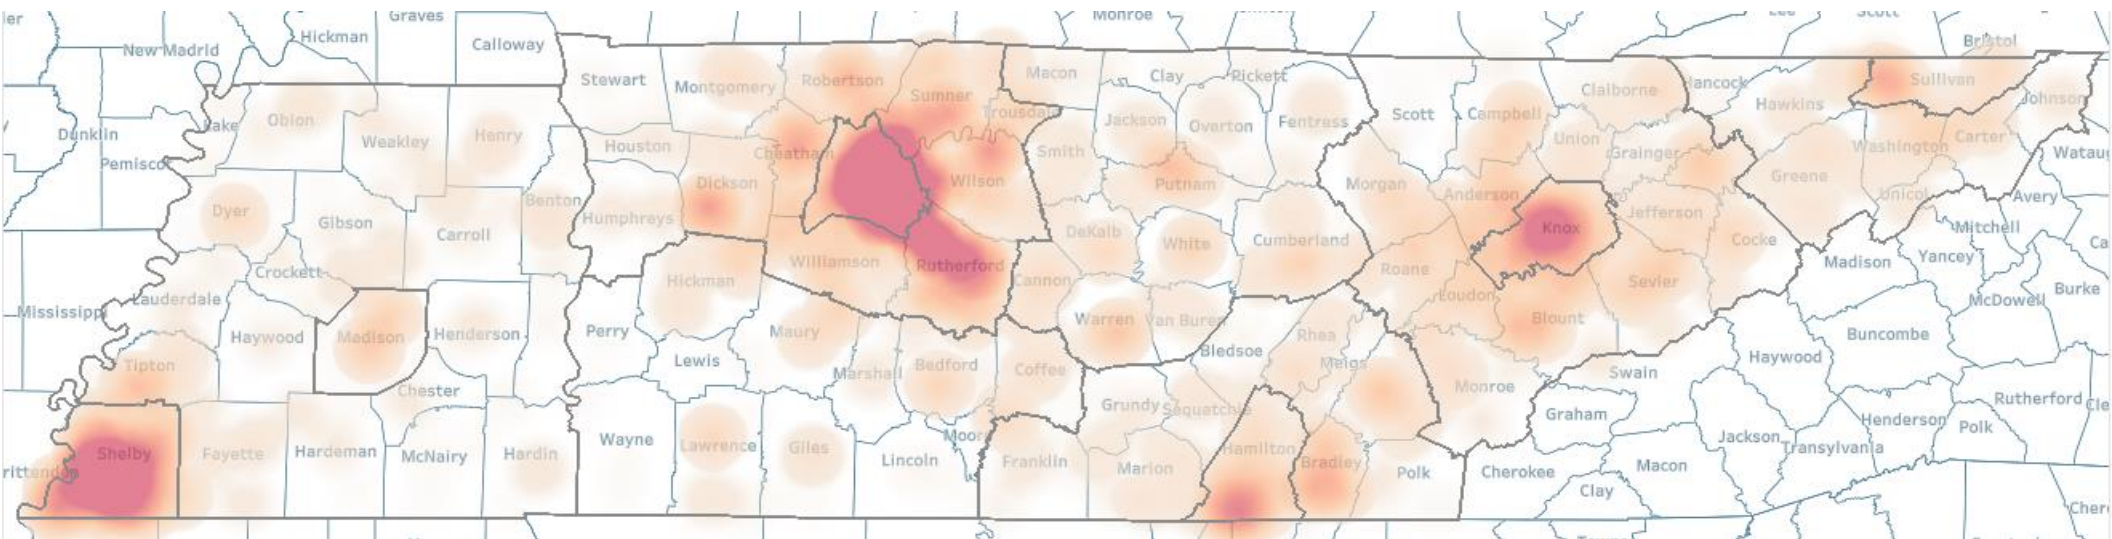 Graves
Monroe
Scott
Hickman
Calloway
Bristol
New Madrid
Stewart
Montgomery
Robertson
Sumner
Macon
Clay
Pickett
Scott
Campbell
Claiborne
Hancock
Hawkins
Sullivan
Johnson
Dunklin
Lake
Obion
Weakley
Henry
Trousdale
Jackson
Overton
Fentress
Union
Grainger
Washington
Carter
Pemiscot
Houston
Cheatham
Smith
Dickson
Wilson
Putnam
Morgan
Anderson
Greene
Unicoi
Avery
Watau
Dyer
Gibson
Carroll
Benton
Humphreys
DeKalb
White
Cumberland
Knox
Jefferson
Cocke
Mitchell
Ca
Crockett
Hickman
Williamson
Rutherford
Cannon
Roane
Loudon
Sevier
Madison
Yancey
McDowell
Burke
Mississippi
Lauderdale
Haywood
Madison
Henderson
Perry
Lewis
Maury
Marshall
Bedford
Coffee
Warren
Van Buren
Bledsoe
Rhea
Meigs
Blount
Haywood
Buncombe
Tipton
Chester
Monroe
Swain
Rutherford
Cle
Grundy
Sequatchie
Graham
Henderson
Polk
Shelby
Fayette
Hardeman
McNairy
Hardin
Wayne
Lawrence
Giles
Lincoln
Moore
Franklin
Marion
Hamilton
Bradley
Polk
Cherokee
Clay
Macon
Jackson
Transylvania
rittenden
Cher